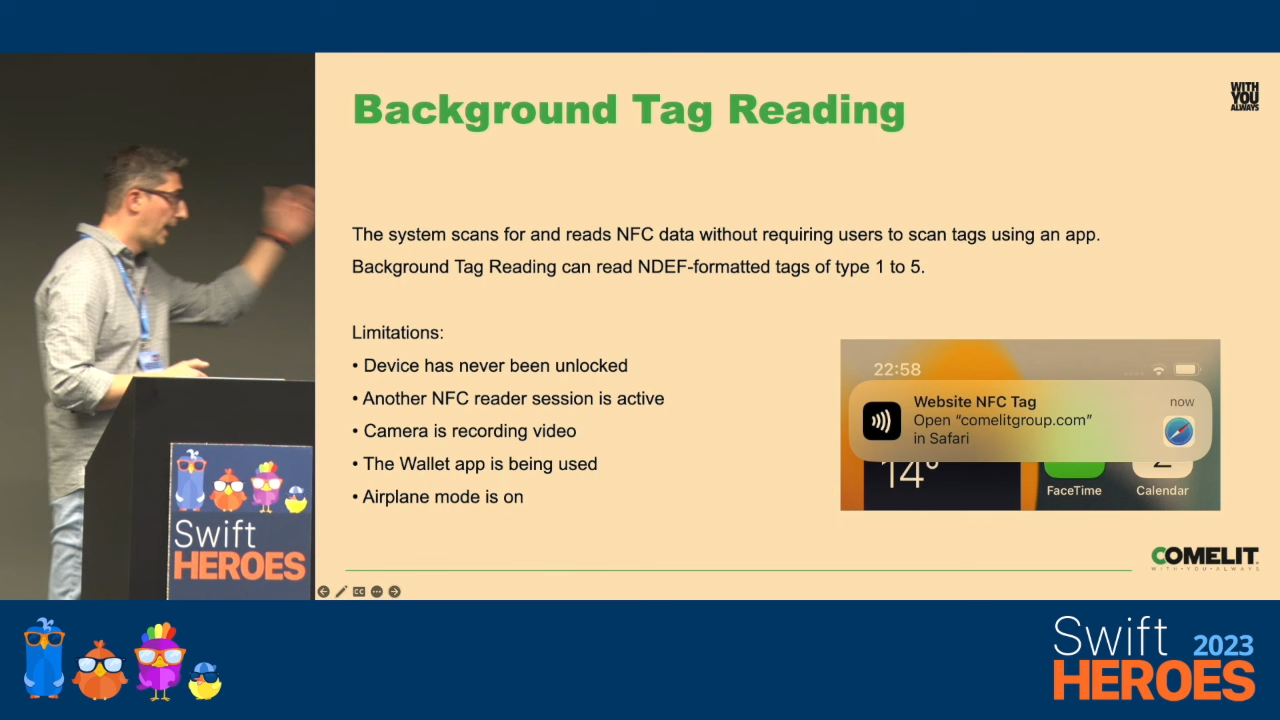 Background Tag Reading
WITH
YOU
ALWAYS
The system scans for and reads NFC data without requiring users to scan tags using an app.
Background Tag Reading can read NDEF-formatted tags of type 1 to 5.
Limitations:
• Device has never been unlocked
• Another NFC reader session is active
• Camera is recording video
• The Wallet app is being used
• Airplane mode is on
22:58
Website NFC Tag
now
Open “comelitgroup.com”
in Safari
14°
FaceTime
Calendar
COMELIT
WITH·YOU·ALWAYS
CC
Swift
HEROES
Swift 2023
HEROES